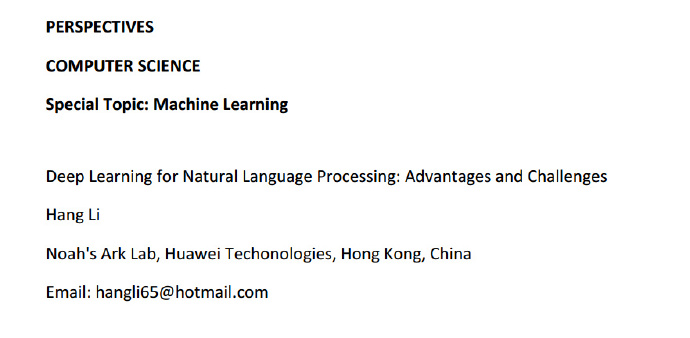 PERSPECTIVES
COMPUTER SCIENCE
Special Topic: Machine Learning
Deep Learning for Natural Language Processing: Advantages and Challenges
Hang Li
Noah's Ark Lab, Huawei Techonologies, Hong Kong, China
Email: hangli65@hotmail.com